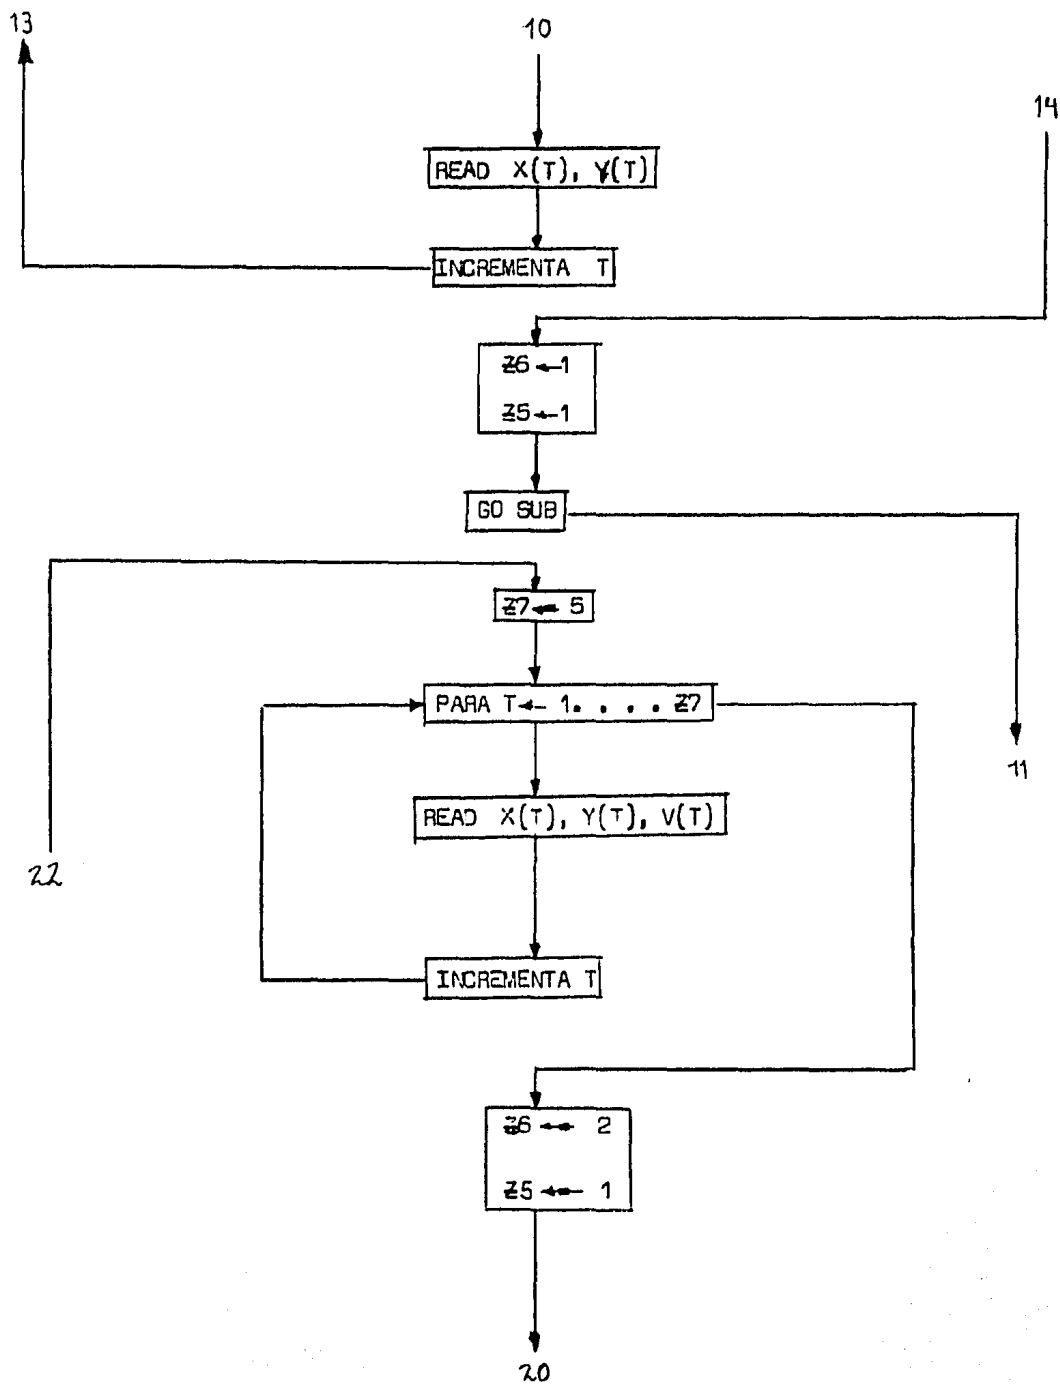 13
10
14
READ X(T), Y(T)
INCREMENTA T
Z6 ← 1
Z5 ← 1
GO SUB
Z7 ← 5
PARA T ← 1. . . . Z7
11
READ X(T), Y(T), V(T)
22
INCREMENTA T
Z6 ← 2
Z5 ← 1
20